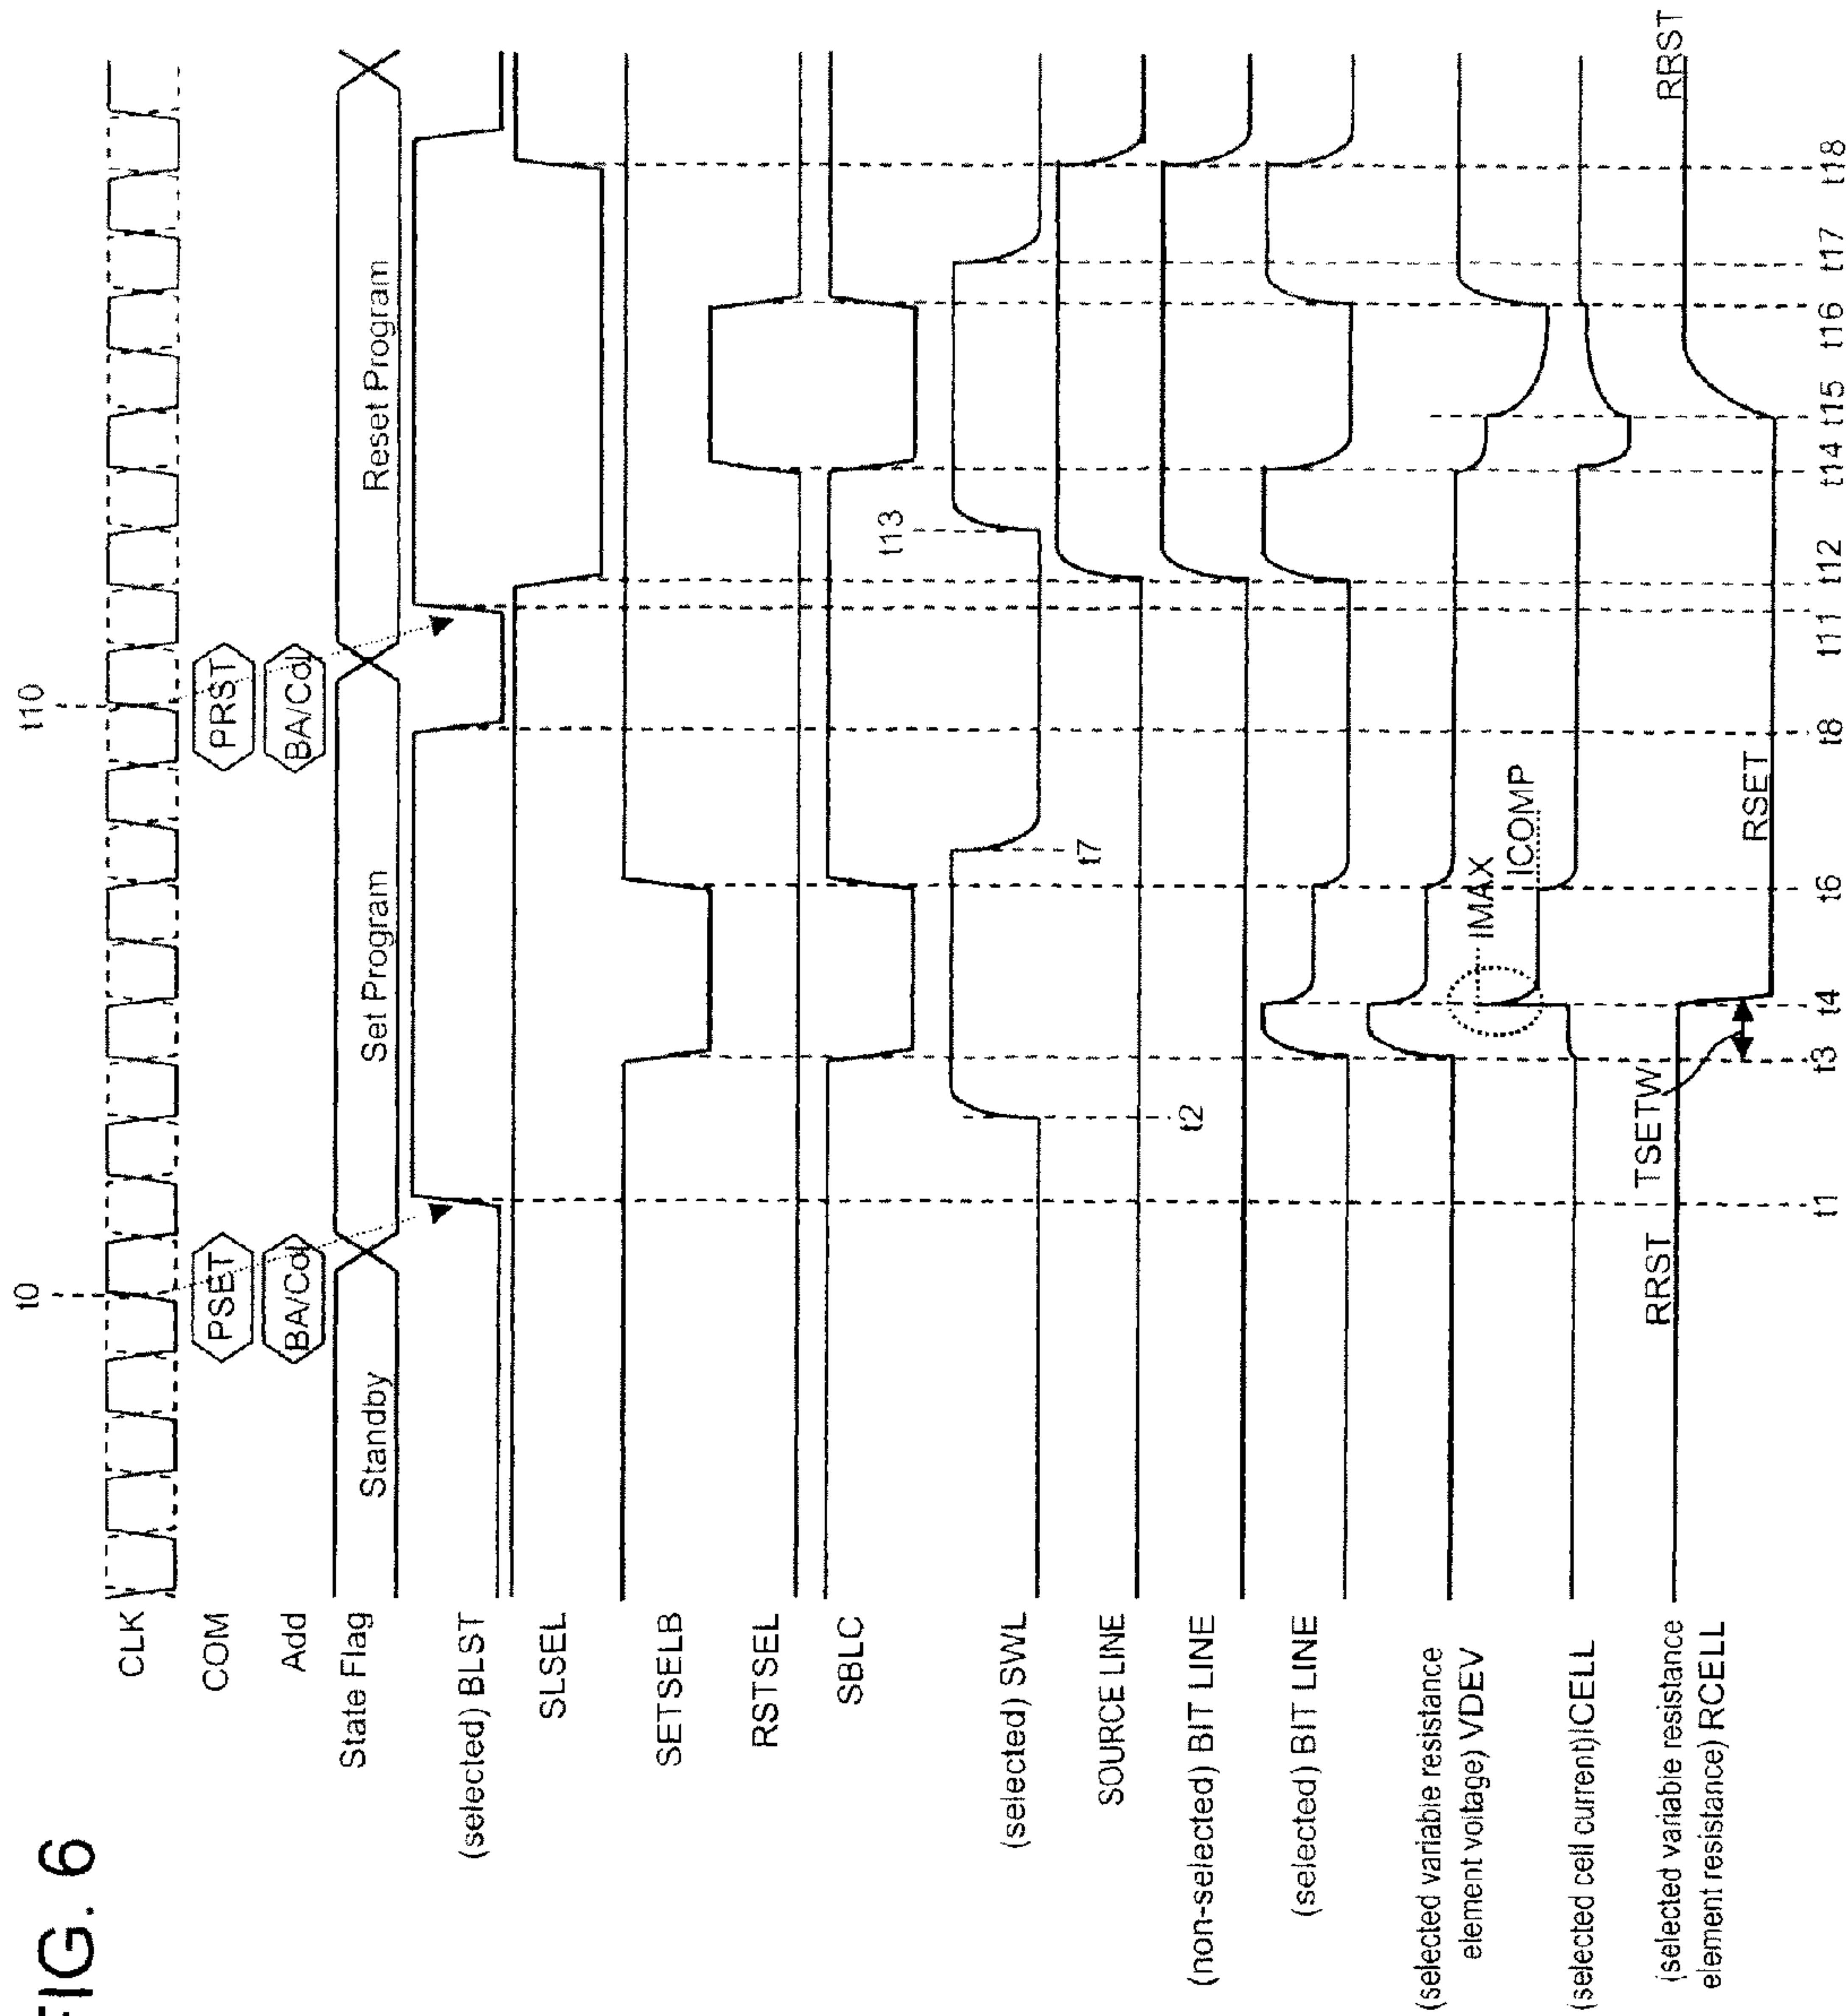 FIG. 6
t0
t10
CLK
COM
PSET
PRST
Add
BA/Col
BA/Col
State Flag
Standby
Set Program
Reset Program
(selected) BLST
SLSEL
SETSELB
RSTSEL
SBLC
(selected) SWL
t2
t7
t13
SOURCE LINE
(non-selected) BIT LINE
(selected) BIT LINE
(selected variable resistance
element voltage) VDEV
IMAX
ICOMP
(selected cell current)ICELL
(selected variable resistance
element resistance) RCELL
RRST
TSETW
RSET
RRST
t1
t3
t4
t6
t8
t11
t12
t14
t15
t16
t17
t18